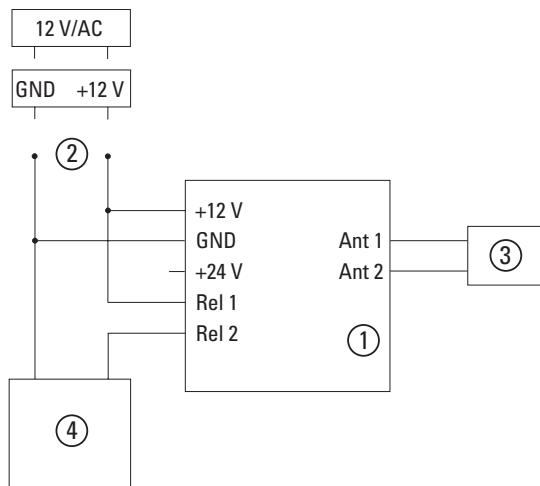 12 V/AC
GND +12 V
2
+12 V
GND Ant 1
+24 V Ant 2
Rel 1
Rel 2
1
3
4